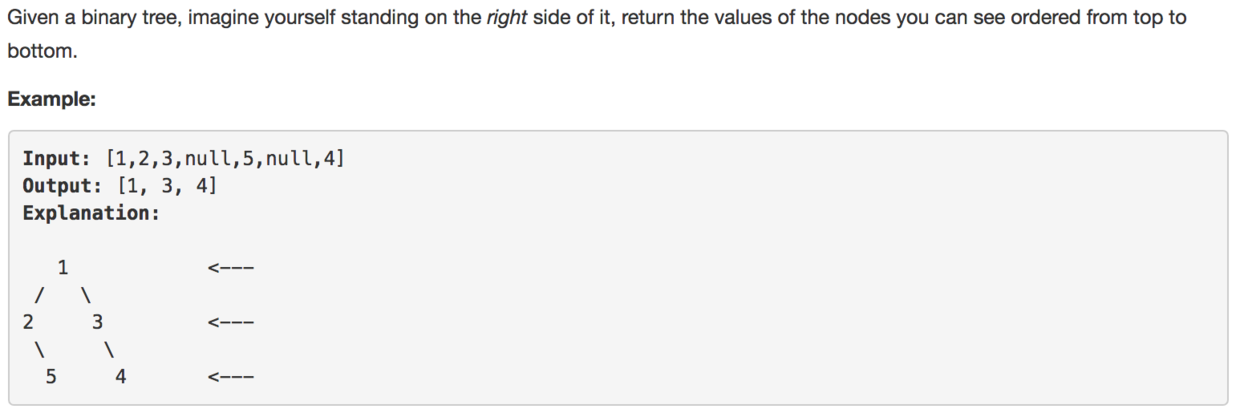 Given a binary tree, imagine yourself standing on the right side of it, return the values of the nodes you can see ordered from top to
bottom.
Example:
Input: [1,2,3,null,5,null,4]
Output: [1, 3, 4]
Explanation:
   1            <---
 /   \
2     3         <---
 \     \
  5     4       <---